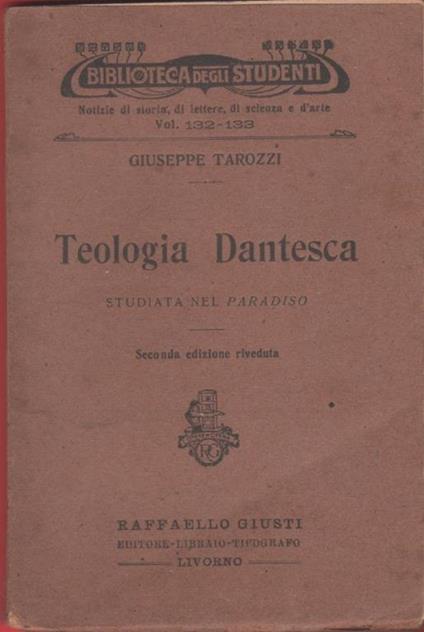 BIBLIOTECA DEGLI STUDENTI
Notizie di storia, di lettere, di scienza e d'arte
Vol. 132-133
GIUSEPPE TAROZZI
Teologia Dantesca
STUDIATA NEL PARADISO
Seconda edizione riveduta
RG
RAFFAELLO GIUSTI
EDITORE-LIBRAIO-TIPOGRAFO
LIVORNO